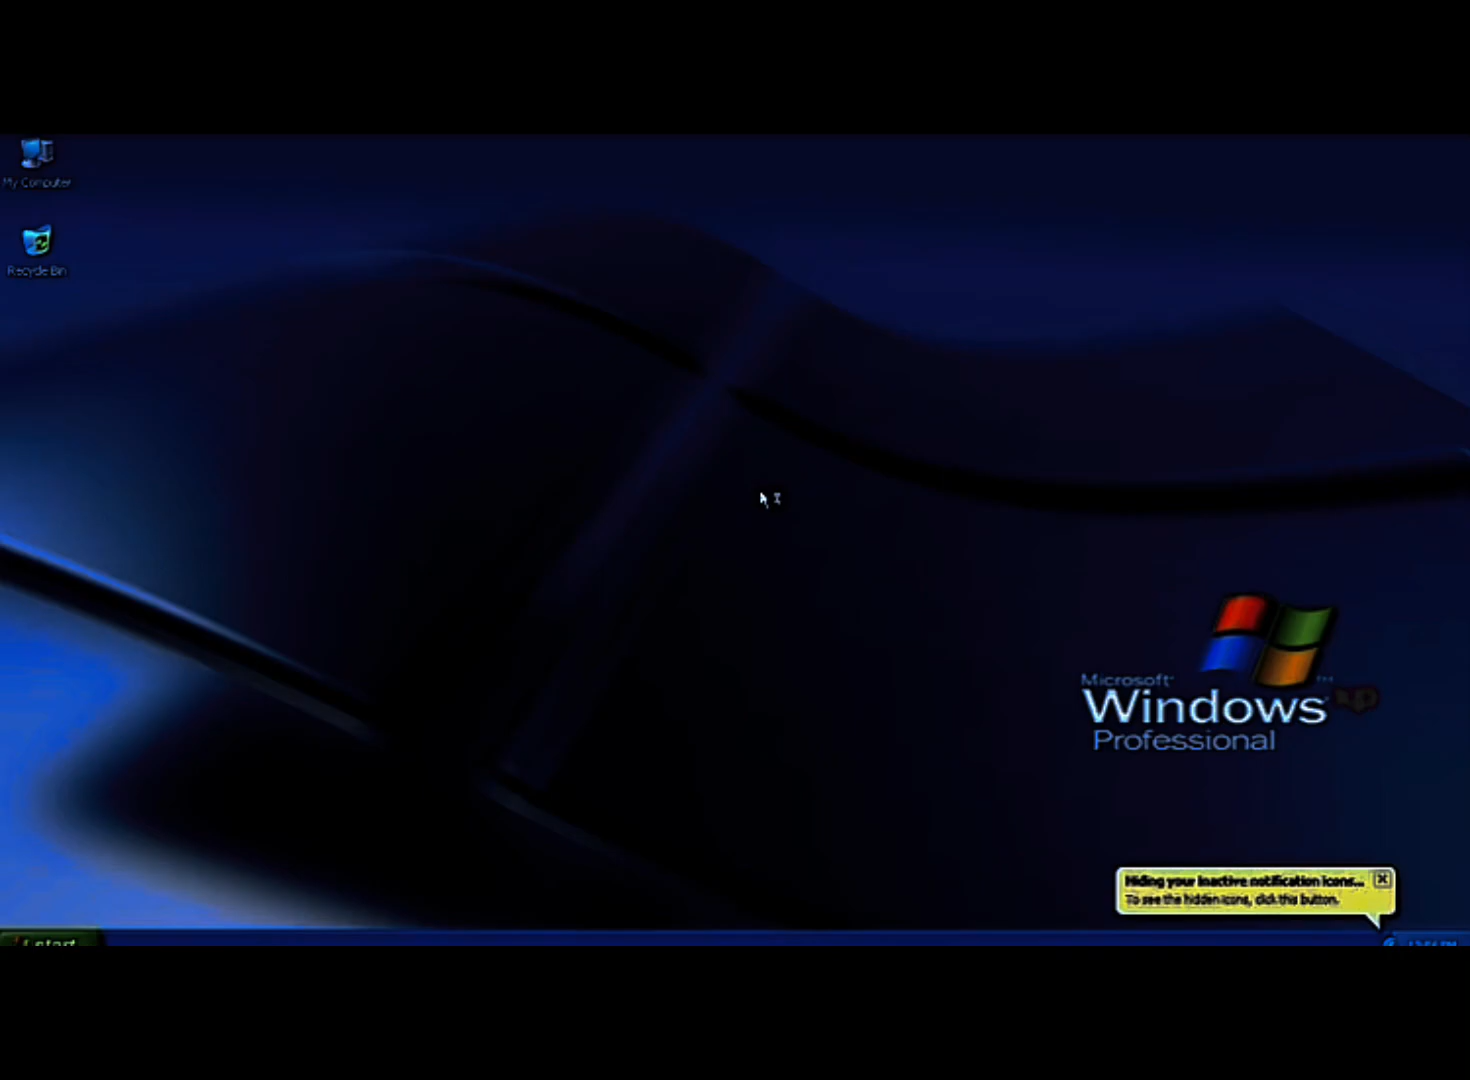 My Computer
Recycle Bin
Microsoft
Windows xp
Professional
Hiding your inactive notification icons...
To see the hidden icons, click this button.
start